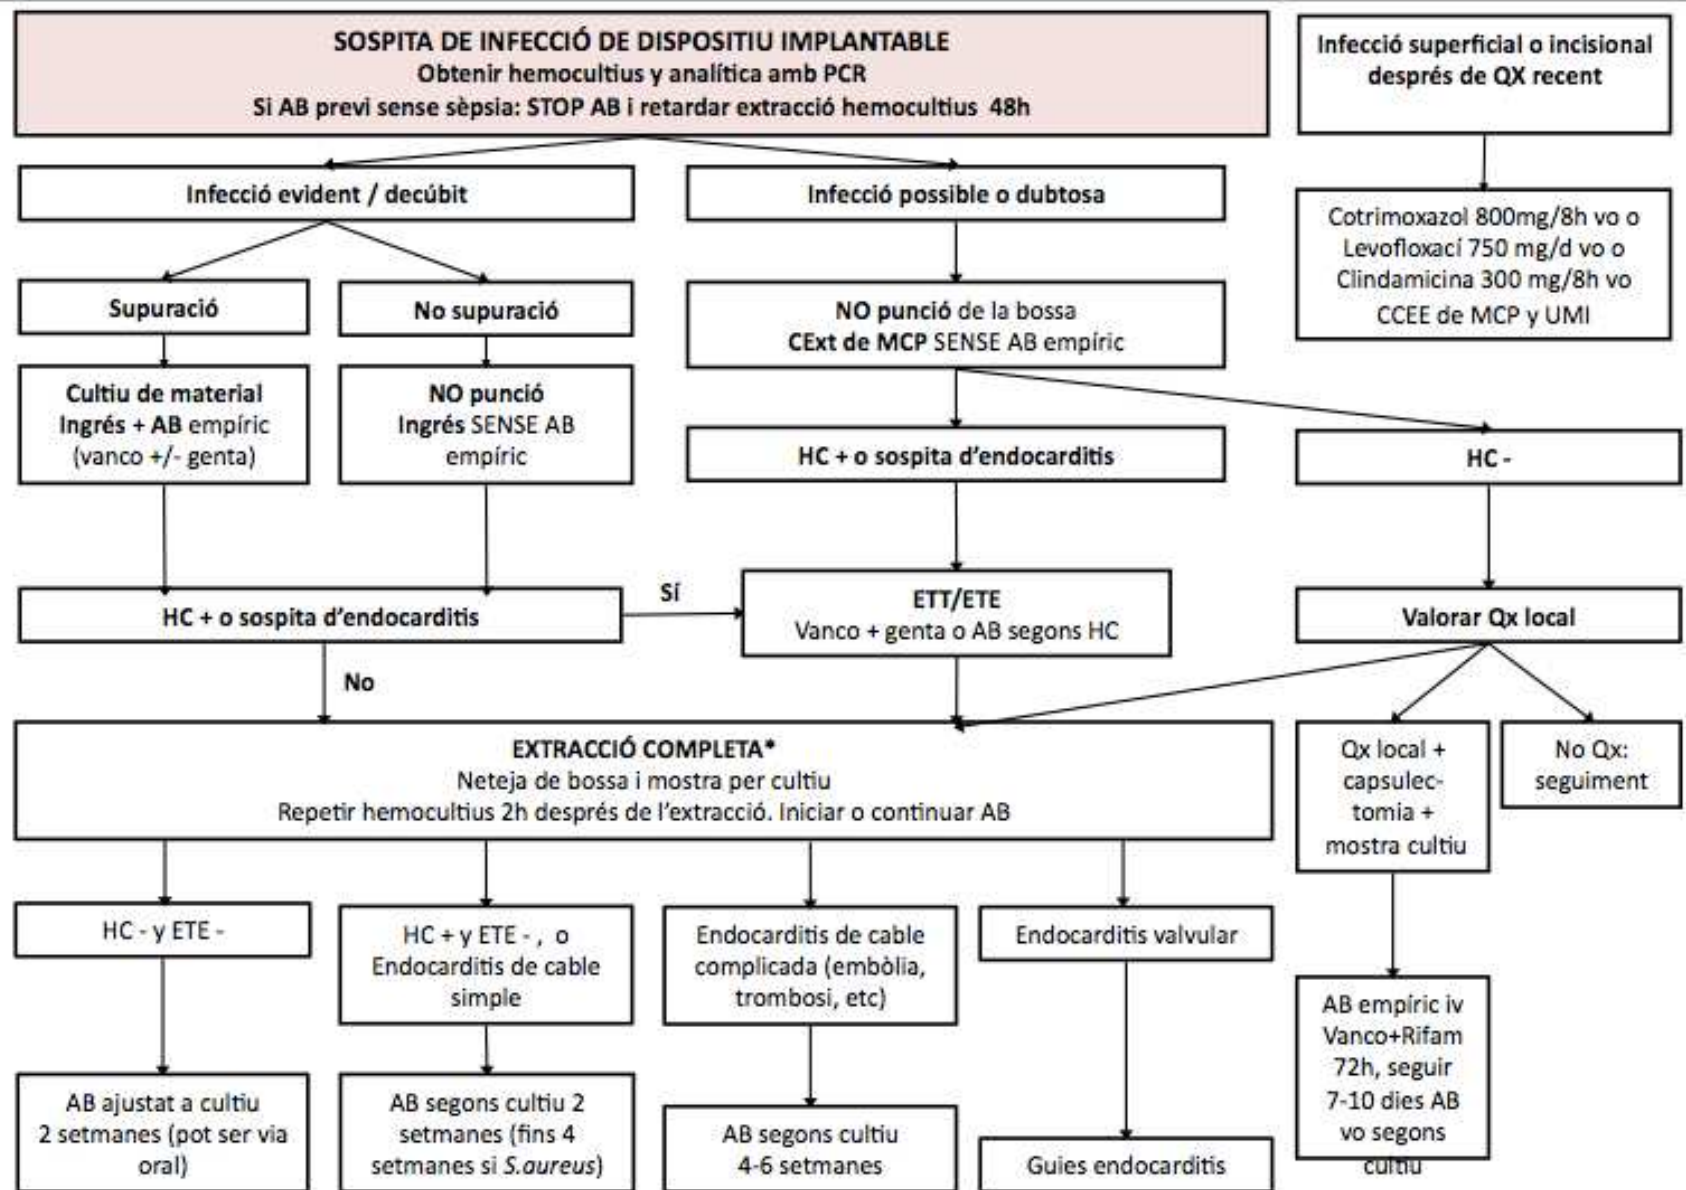 SOSPITA DE INFECCIÓ DE DISPOSITIU IMPLANTABLE
Obtenir hemocultius y analítica amb PCR
Si AB previ sense sèpsia: STOP AB i retardar extracció hemocultius 48h
Infecció superficial o incisional
després de QX recent
Infecció evident / decúbit
Infecció possible o dubtosa
Cotrimoxazol 800mg/8h vo o
Levofloxací 750 mg/d vo o
Clindamicina 300 mg/8h vo
CCEE de MCP y UMI
Supuració
No supuració
NO punció de la bossa
CExt de MCP SENSE AB empíric
Cultiu de material
Ingrés + AB empíric
(vanco +/- genta)
NO punció
Ingrés SENSE AB
empíric
HC + o sospita d'endocarditis
HC -
HC + o sospita d'endocarditis
Sí
ETT/ETE
Vanco + genta o AB segons HC
Valorar Qx local
No
EXTRACCIÓ COMPLETA*
Neteja de bossa i mostra per cultiu
Repetir hemocultius 2h després de l'extracció. Iniciar o continuar AB
Qx local +
capsulec-
tomia +
mostra cultiu
No Qx:
seguiment
HC - y ETE -
HC + y ETE - , o
Endocarditis de cable
simple
Endocarditis de cable
complicada (embòlia,
trombosi, etc)
Endocarditis valvular
AB empíric iv
Vanco+Rifam
72h, seguir
7-10 dies AB
vo segons
cultiu
AB ajustat a cultiu
2 setmanes (pot ser via
oral)
AB segons cultiu 2
setmanes (fins 4
setmanes si S.aureus)
AB segons cultiu
4-6 setmanes
Guies endocarditis